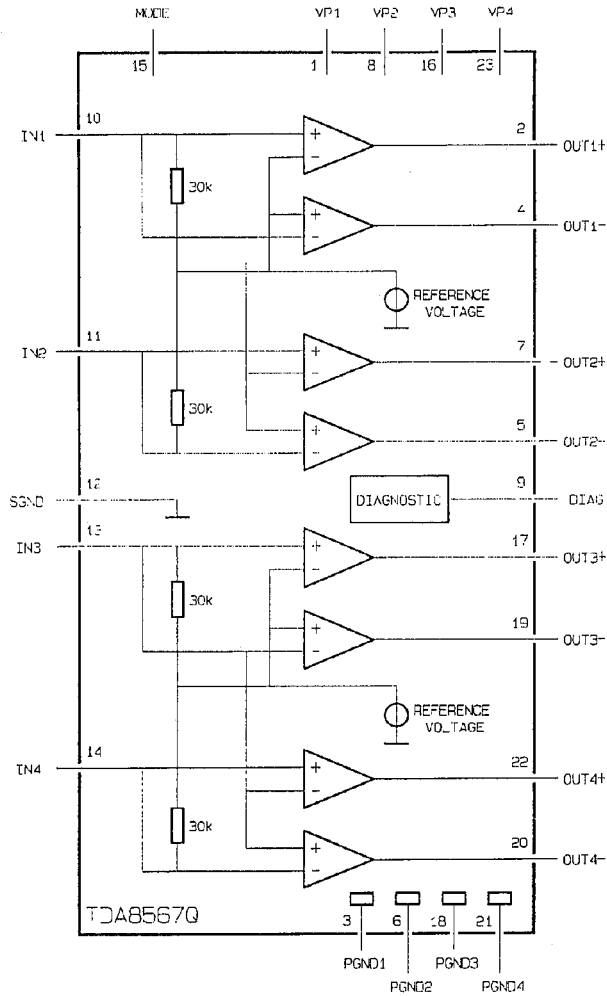 MODE VP1 VP2 VP3 VP4
15 1 8 16 23
10 2
IN1 + OUT1+
-
30k
4
+ OUT1-
-
REFERENCE
VOLTAGE
11 7
IN2 + OUT2+
-
30k 5
+ OUT2-
-
12 9
SGND DIAGNOSTIC DIAG
13 17
IN3 + OUT3+
-
30k 19
+ OUT3-
-
REFERENCE
VOLTAGE
14 22
IN4 + OUT4+
-
30k 20
+ OUT4-
-
TDA8567Q
3 6 18 21
PGND1 PGND3
PGND2 PGND4